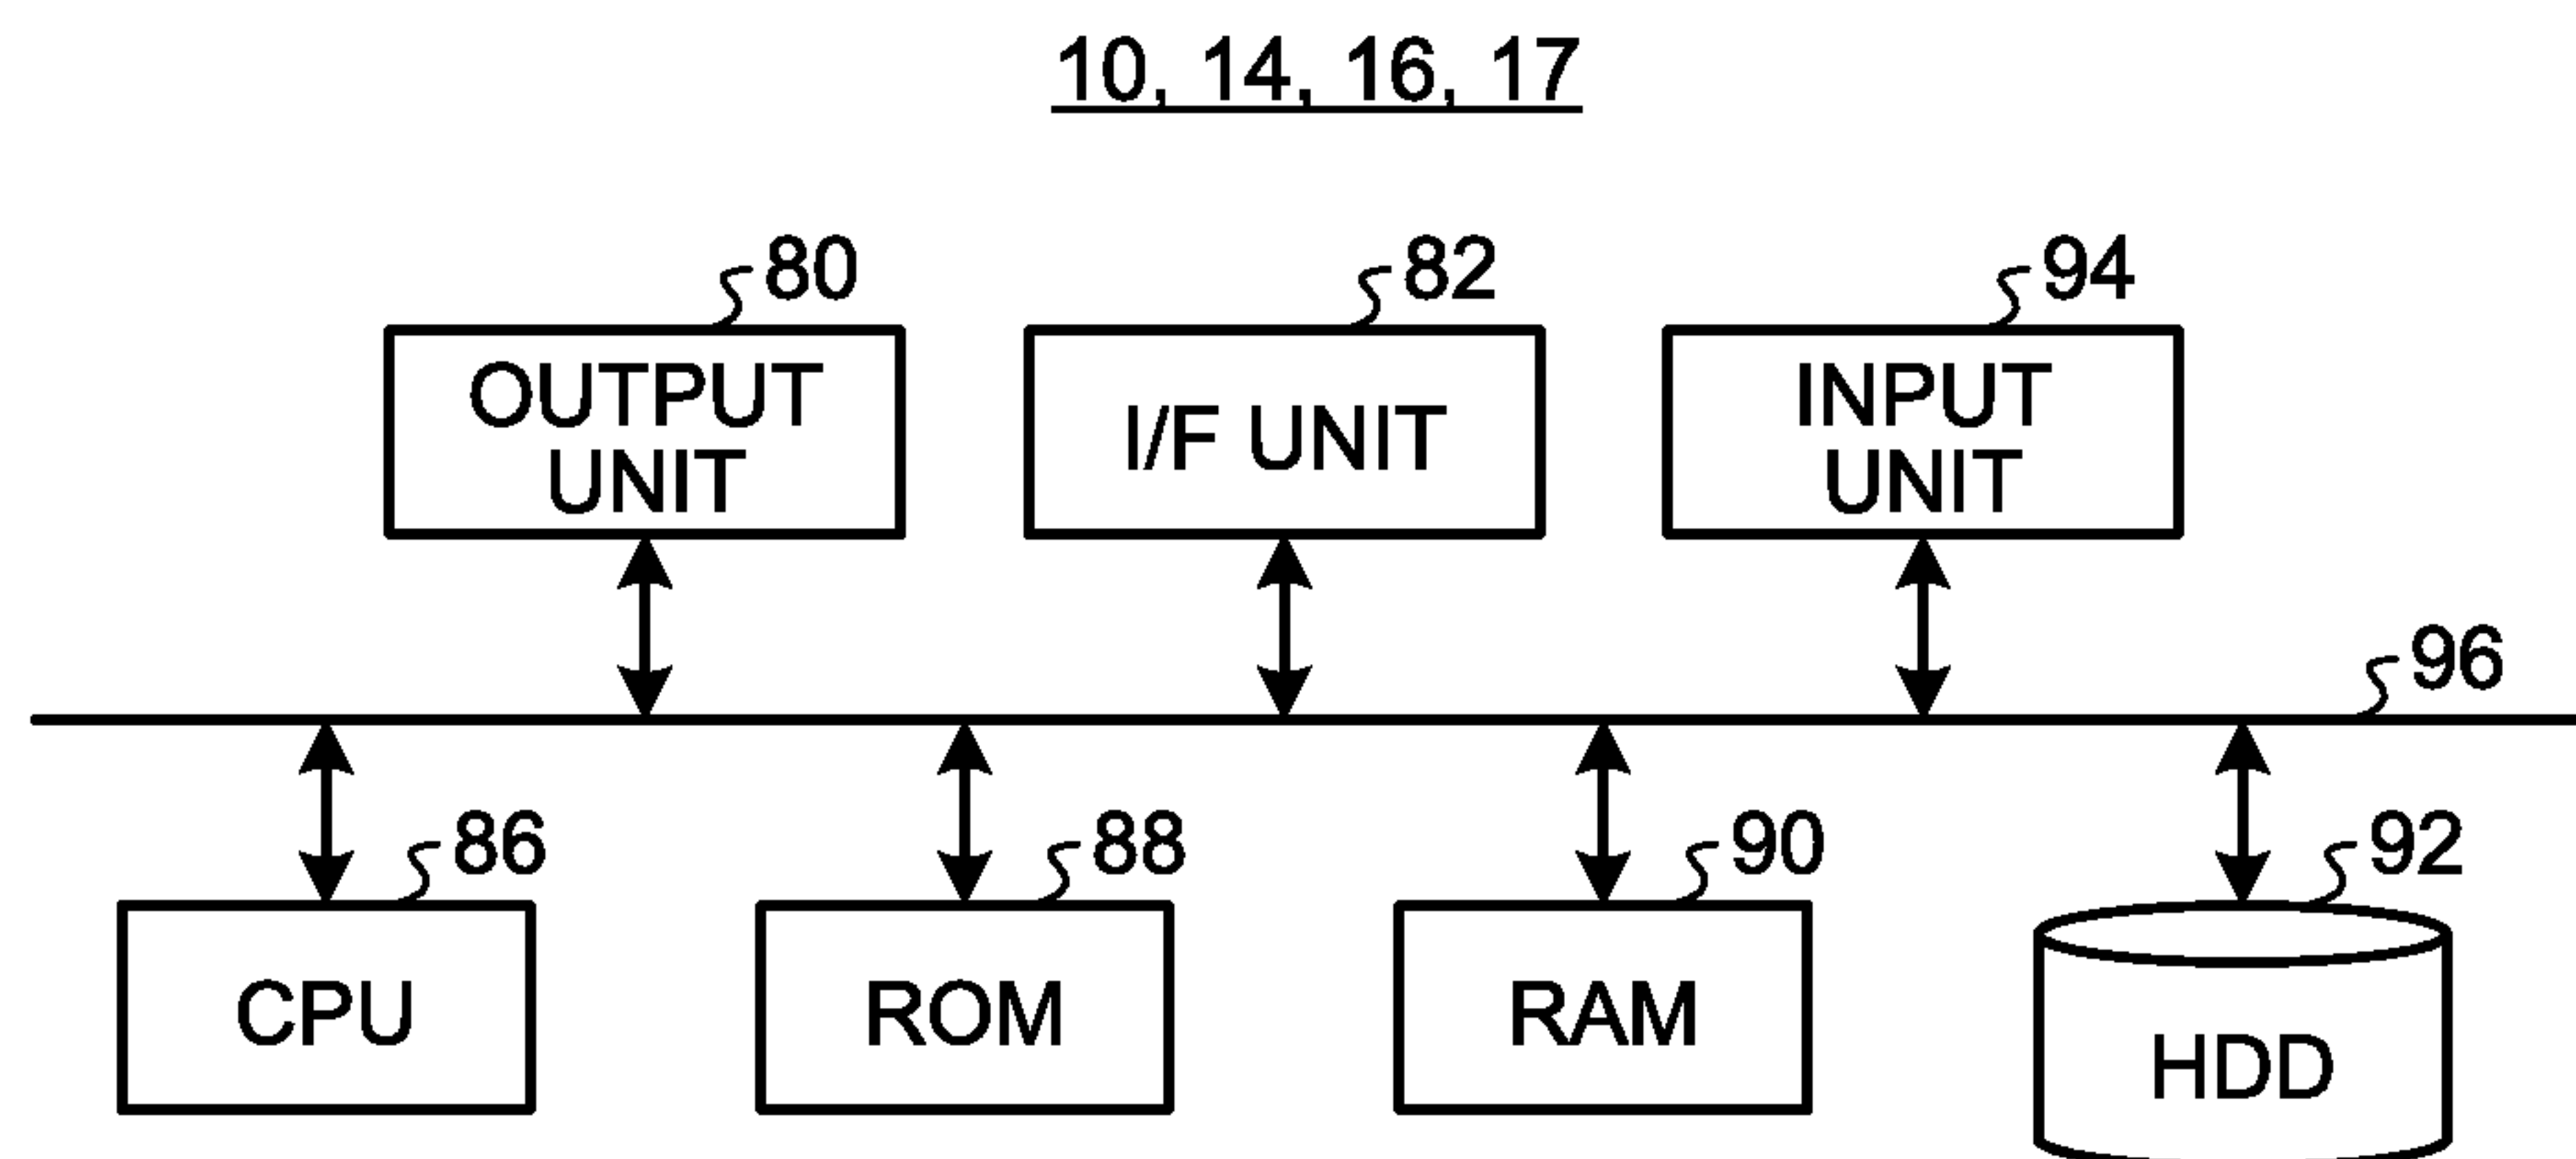 10, 14, 16, 17
80
82
94
OUTPUT
UNIT
I/F UNIT
INPUT
UNIT
96
86
88
90
92
CPU
ROM
RAM
HDD